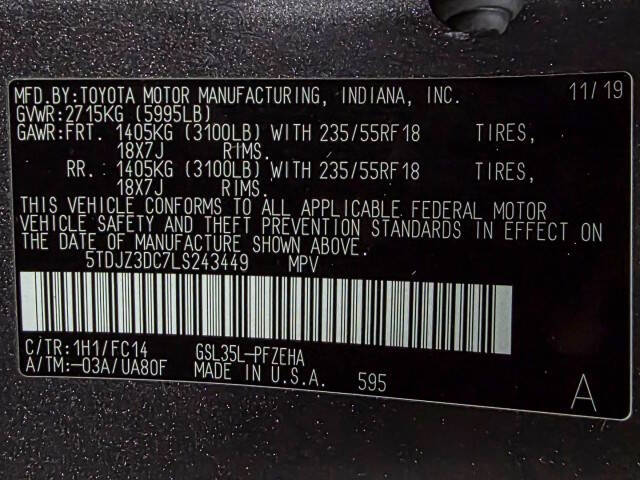 MFD.BY:TOYOTA MOTOR MANUFACTURING, INDIANA, INC. 11/19
GVWR:2715KG (5995LB)
GAWR:FRT. 1405KG (3100LB) WITH 235/55RF18 TIRES,
18X7J RIMS.
RR. 1405KG (3100LB) WITH 235/55RF18 TIRES,
18X7J RIMS.
THIS VEHICLE CONFORMS TO ALL APPLICABLE FEDERAL MOTOR
VEHICLE SAFETY AND THEFT PREVENTION STANDARDS IN EFFECT ON
THE DATE OF MANUFACTURE SHOWN ABOVE.
5TDJZ3DC7LS243449 MPV
C/TR:1H1/FC14 GSL35L-PFZEHA
A/TM:-03A/UA80F MADE IN U.S.A. 595
A